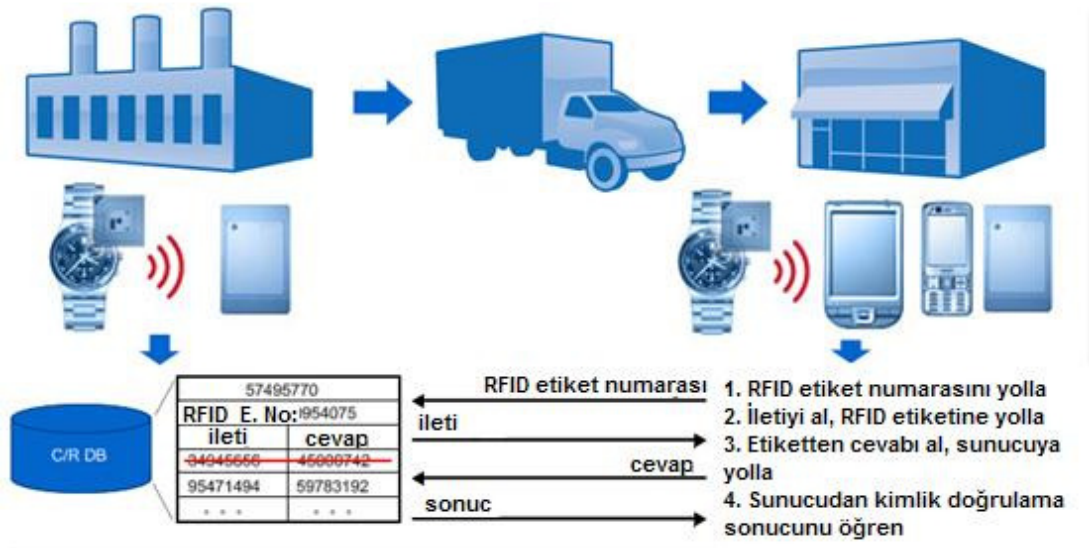 C/R DB
57495770
RFID E. No: 954075
ileti cevap
34945656 45008742
95471494 59783192
. . . . . .
RFID etiket numarası
ileti
cevap
sonuc
1. RFID etiket numarasını yolla
2. İletiyi al, RFID etiketine yolla
3. Etiketten cevabı al, sunucuya
yolla
4. Sunucudan kimlik doğrulama
sonucunu öğren